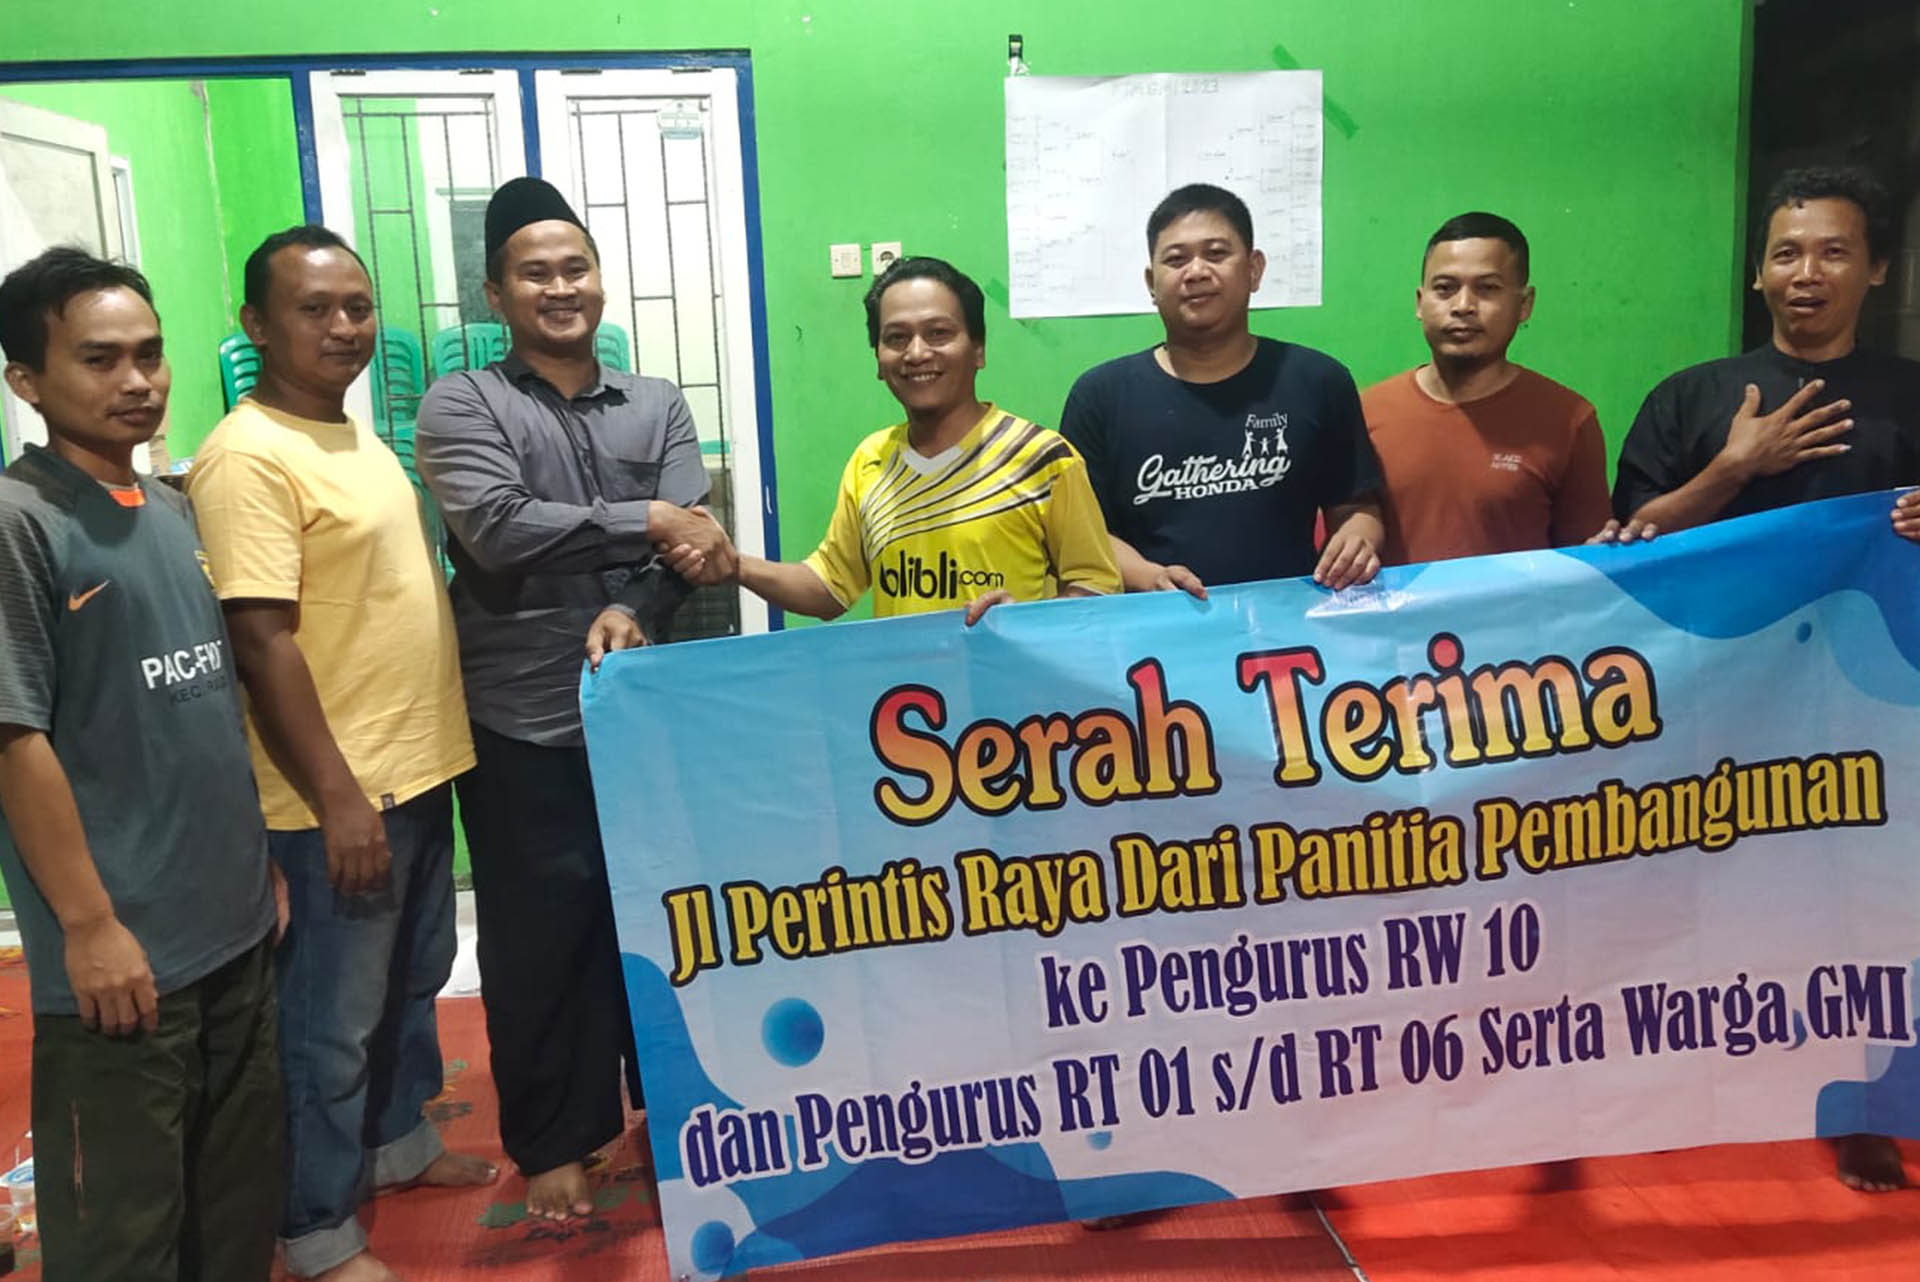 Family
Gathering
HONDA
blibli.com
Serah Terima
Jl Perintis Raya Dari Panitia Pembangunan
ke Pengurus RW 10
dan Pengurus RT 01 s/d RT 06 Serta Warga GMI